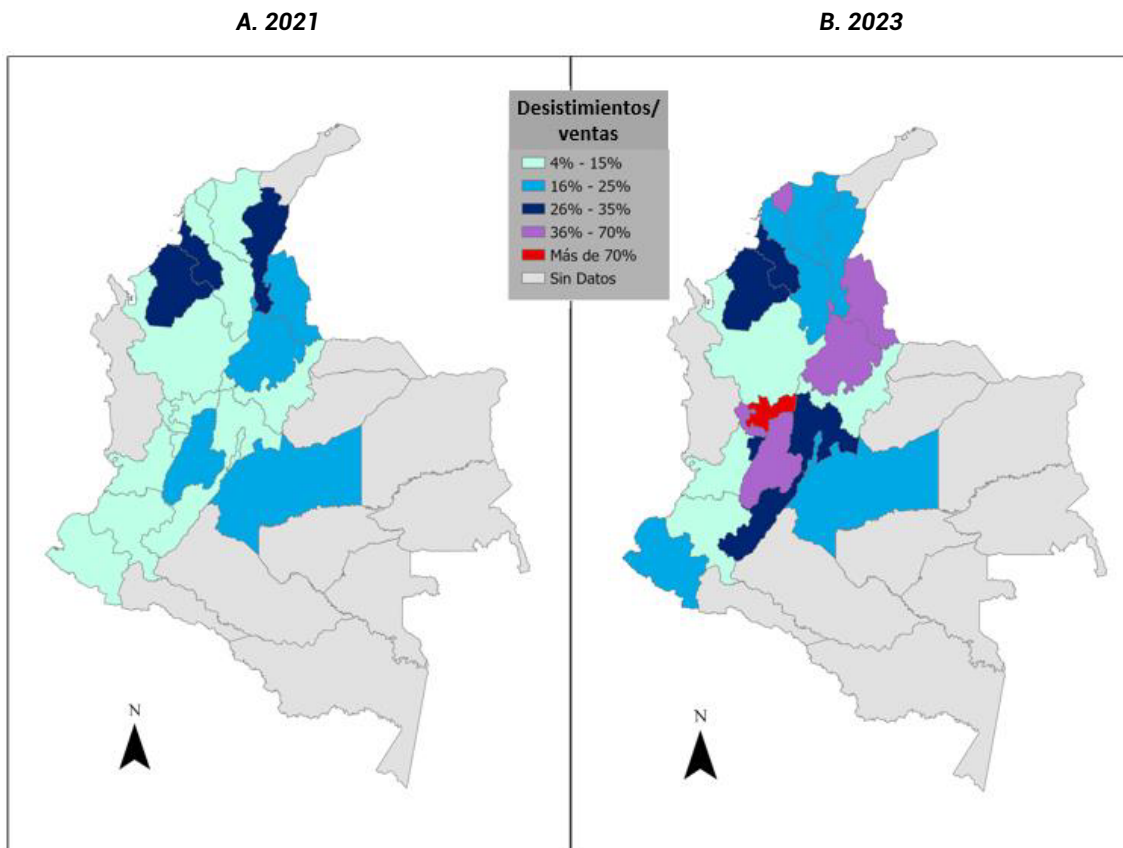 A. 2021
B. 2023
Desistimientos/
ventas
4% - 15%
16% - 25%
26% - 35%
36% - 70%
Más de 70%
Sin Datos
N
N